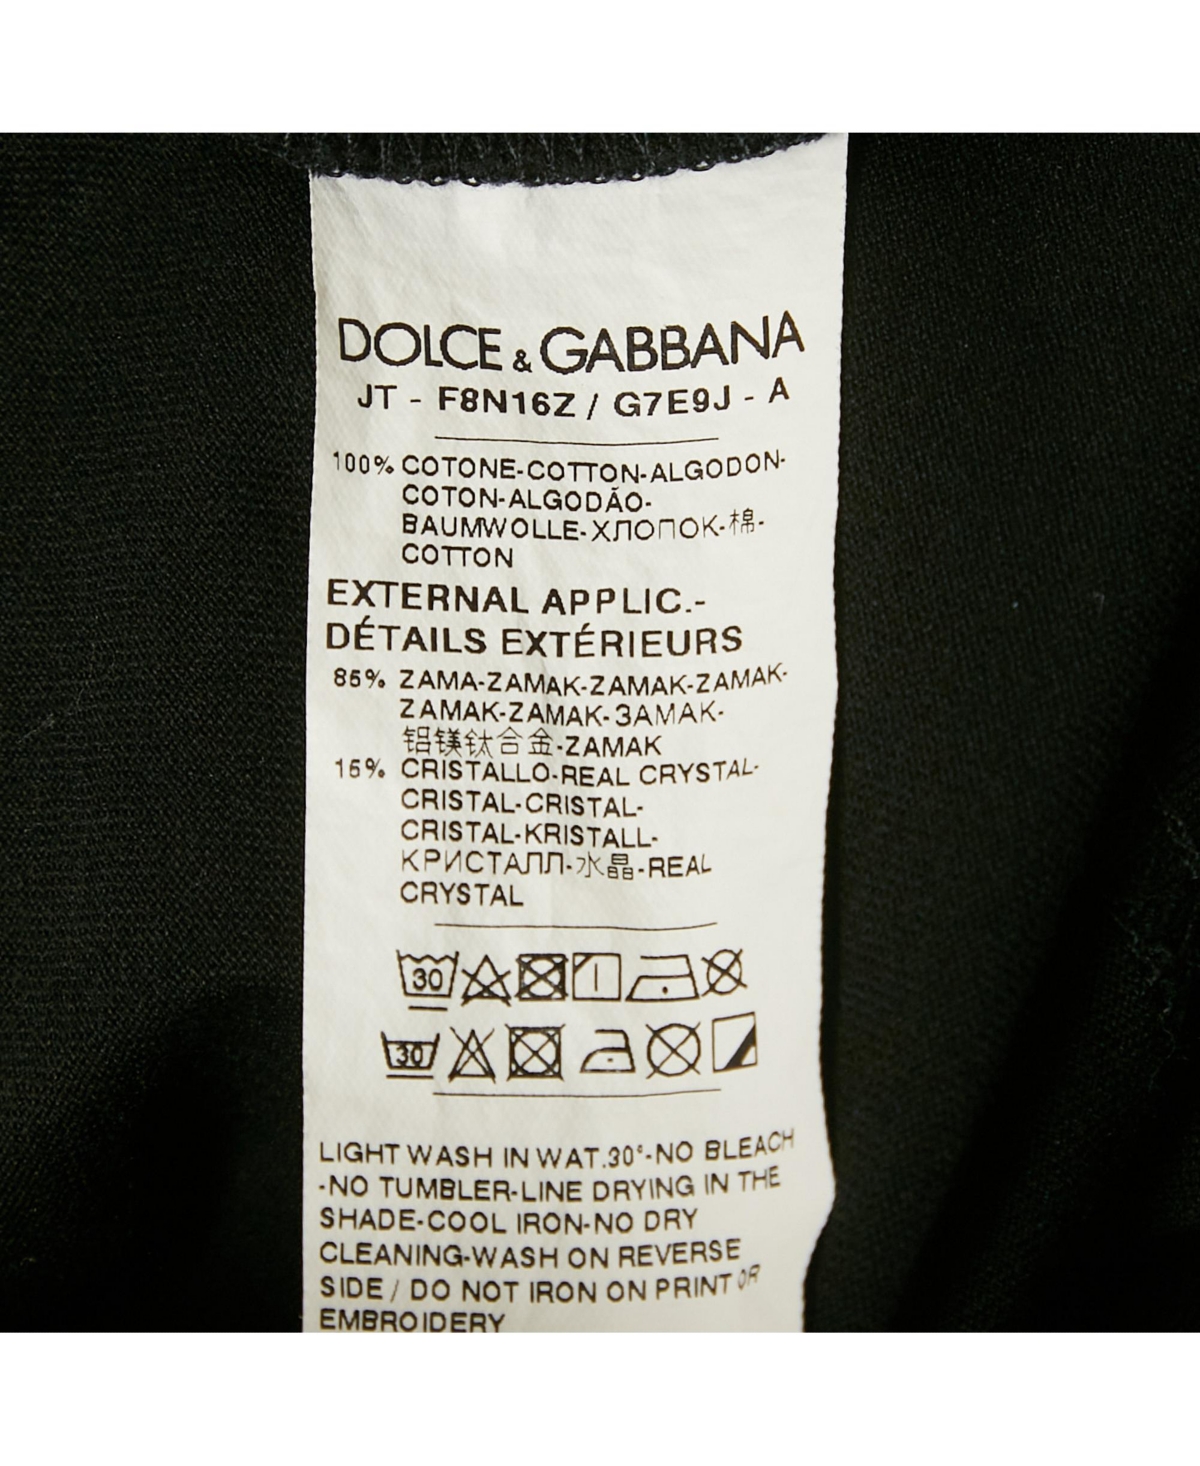 DOLCE & GABBANA
JT - F8N16Z / G7E9J - A
100% COTONE-COTTON-ALGODON-
COTON-ALGODÃO-
BAUMWOLLE-ХЛОПОК-棉-
COTTON
EXTERNAL APPLIC.-
DÉTAILS EXTÉRIEURS
85% ZAMA-ZAMAK-ZAMAK-ZAMAK-
ZAMAK-ZAMAK-ЗАМАK-
铝镁钛合金-ZAMAK
15% CRISTALLO-REAL CRYSTAL-
CRISTAL-CRISTAL-
CRISTAL-KRISTALL-
КРИСТАЛЛ-水晶-REAL
CRYSTAL
30
30
LIGHT WASH IN WAT.30°-NO BLEACH
-NO TUMBLER-LINE DRYING IN THE
SHADE-COOL IRON-NO DRY
CLEANING-WASH ON REVERSE
SIDE / DO NOT IRON ON PRINT OR
EMBROIDERY